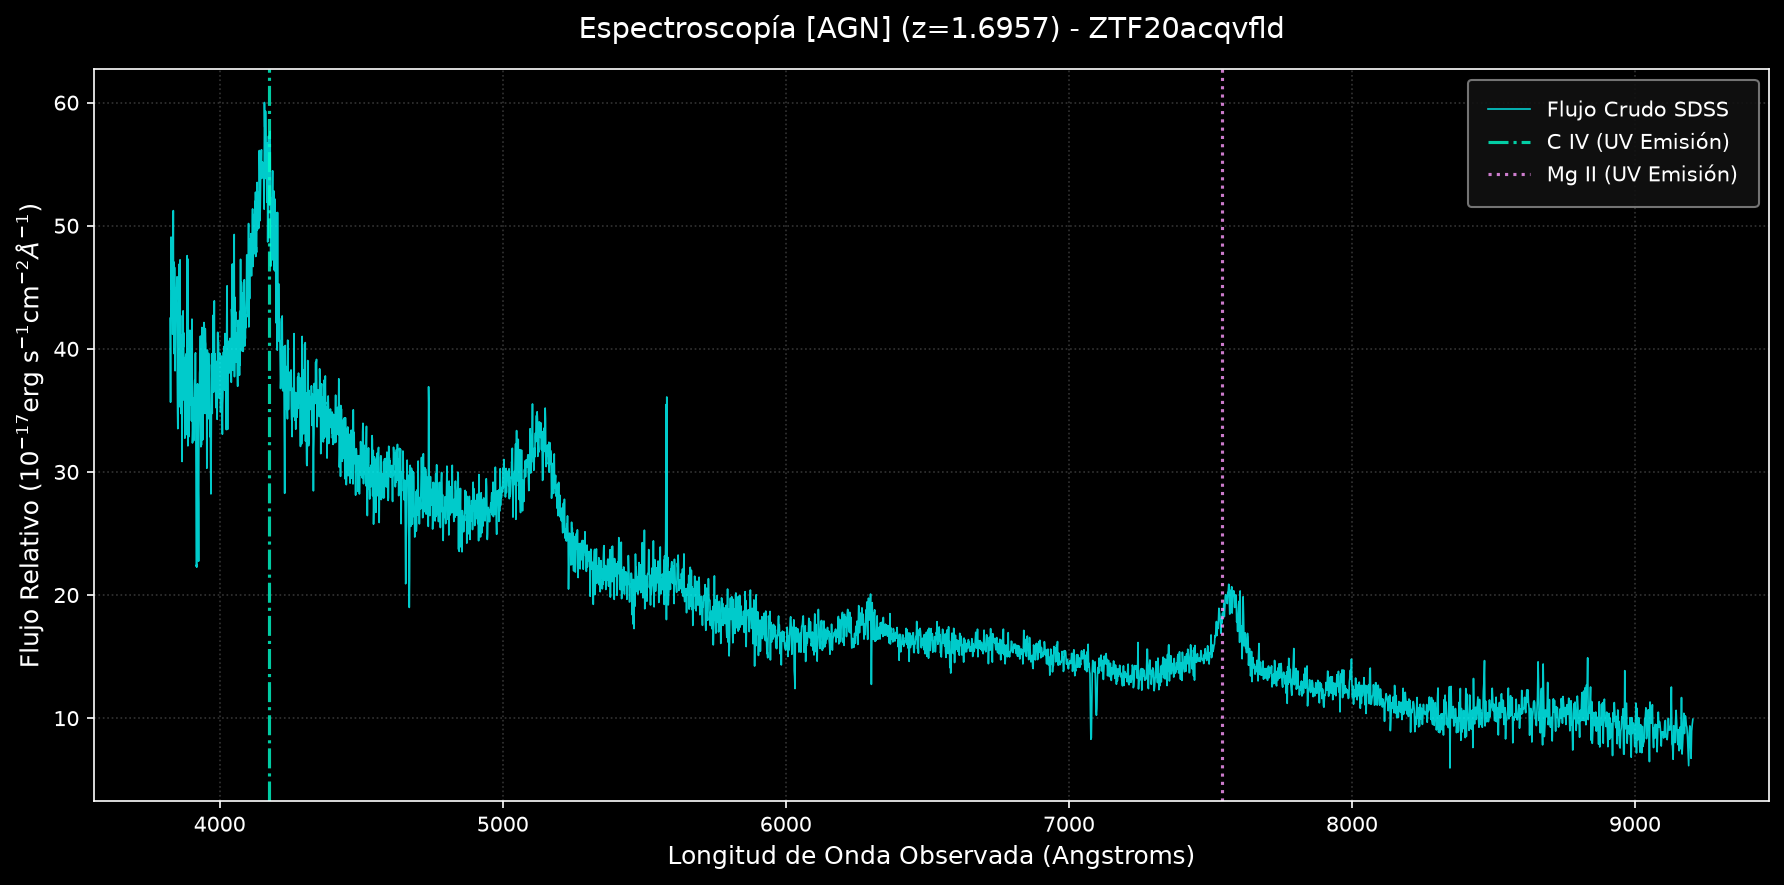 Espectroscopía [AGN] (z=1.6957) - ZTF20acqvfld
Flujo Crudo SDSS
C IV (UV Emisión)
Mg II (UV Emisión)
Flujo Relativo (10⁻¹⁷erg s⁻¹cm⁻²Å⁻¹)
60
50
40
30
20
10
4000 5000 6000 7000 8000 9000
Longitud de Onda Observada (Angstroms)